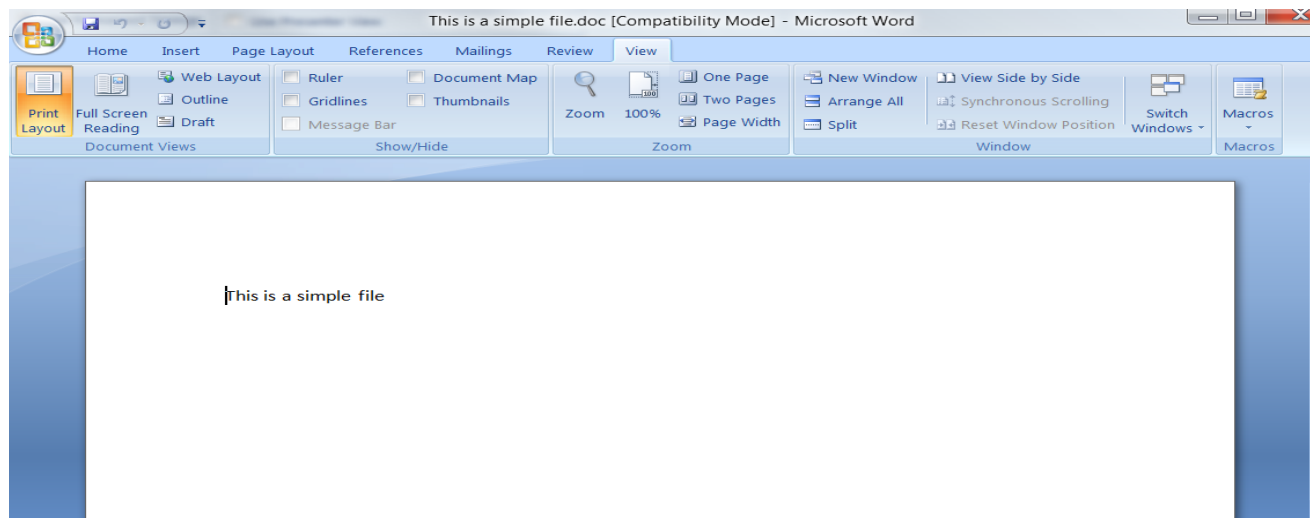 This is a simple file.doc [Compatibility Mode] - Microsoft Word
Home Insert Page Layout References Mailings Review View
Print Layout
Full Screen Reading
Web Layout
Outline
Draft
Document Views
Ruler
Gridlines
Message Bar
Document Map
Thumbnails
Show/Hide
Zoom
100%
One Page
Two Pages
Page Width
Zoom
New Window
Arrange All
Split
View Side by Side
Synchronous Scrolling
Reset Window Position
Switch Windows
Window
Macros
Macros
This is a simple file